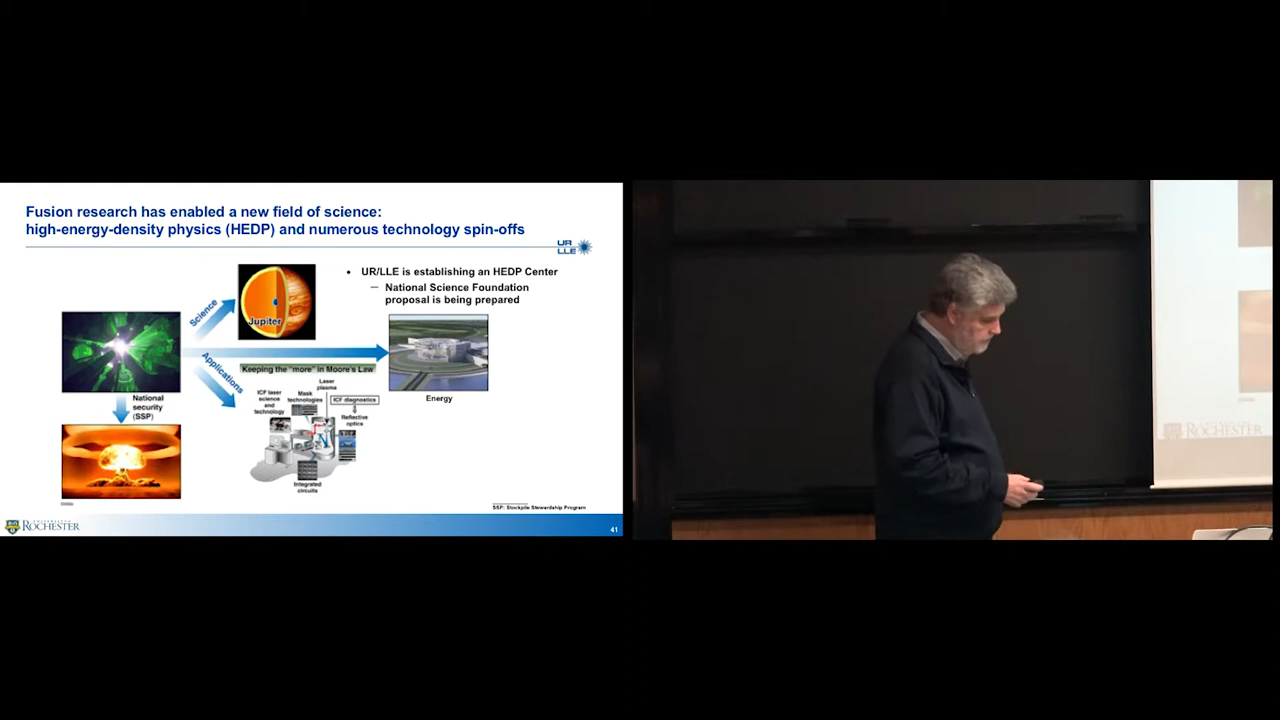 Fusion research has enabled a new field of science:
high-energy-density physics (HEDP) and numerous technology spin-offs
UR
LLE
• UR/LLE is establishing an HEDP Center
— National Science Foundation
proposal is being prepared
Science
Jupiter
Applications
Keeping the “more” in Moore's Law
National
security
(SSP)
ICF laser
science
and
technology
Mask
technologies
Laser
plasma
ICF diagnostics
Reflective
optics
Integrated
circuits
Energy
SSP: Stockpile Stewardship Program
UNIVERSITY of
ROCHESTER
41
ROCHESTER